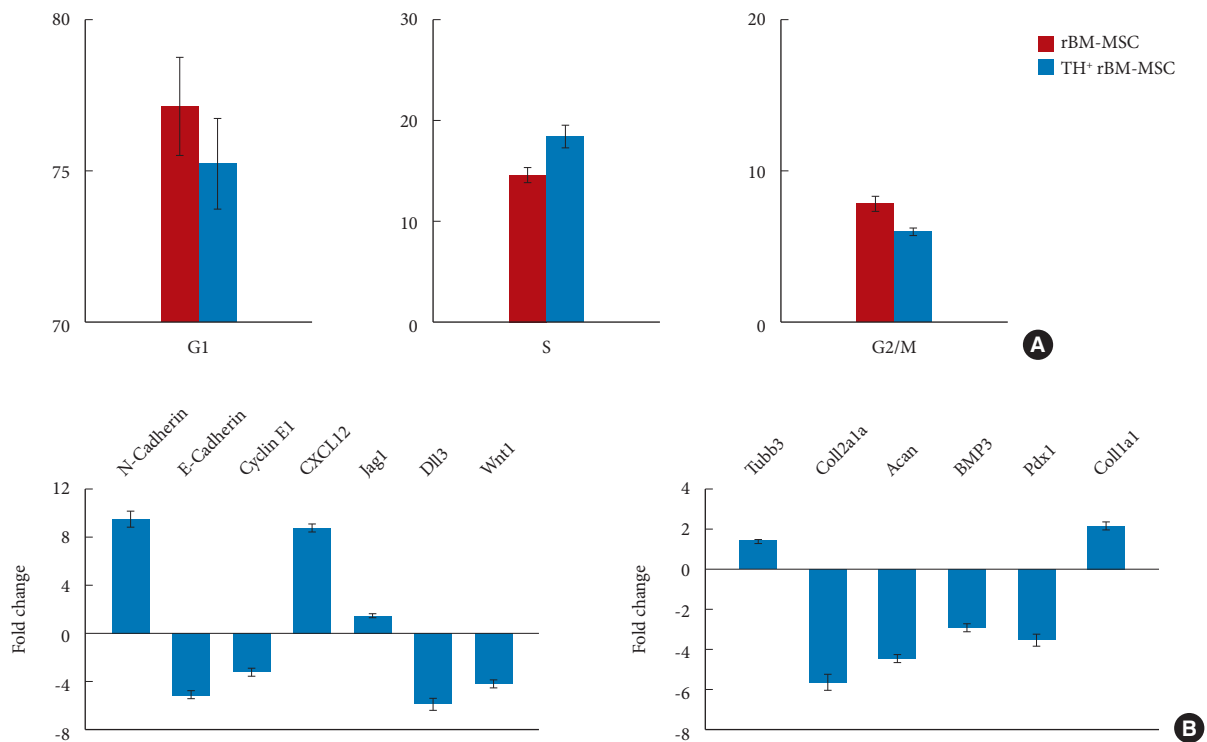 80
75
70
G1
30
20
10
0
S
20
10
0
G2/M
rBM-MSC
TH⁺ rBM-MSC
A
N-Cadherin
E-Cadherin
Cyclin E1
CXCL12
Jag1
Dll3
Wnt1
Fold change
12
8
4
0
-4
-8
Tubb3
Coll2a1a
Acan
BMP3
Pdx1
Coll1a1
Fold change
4
2
0
-2
-4
-6
-8
B